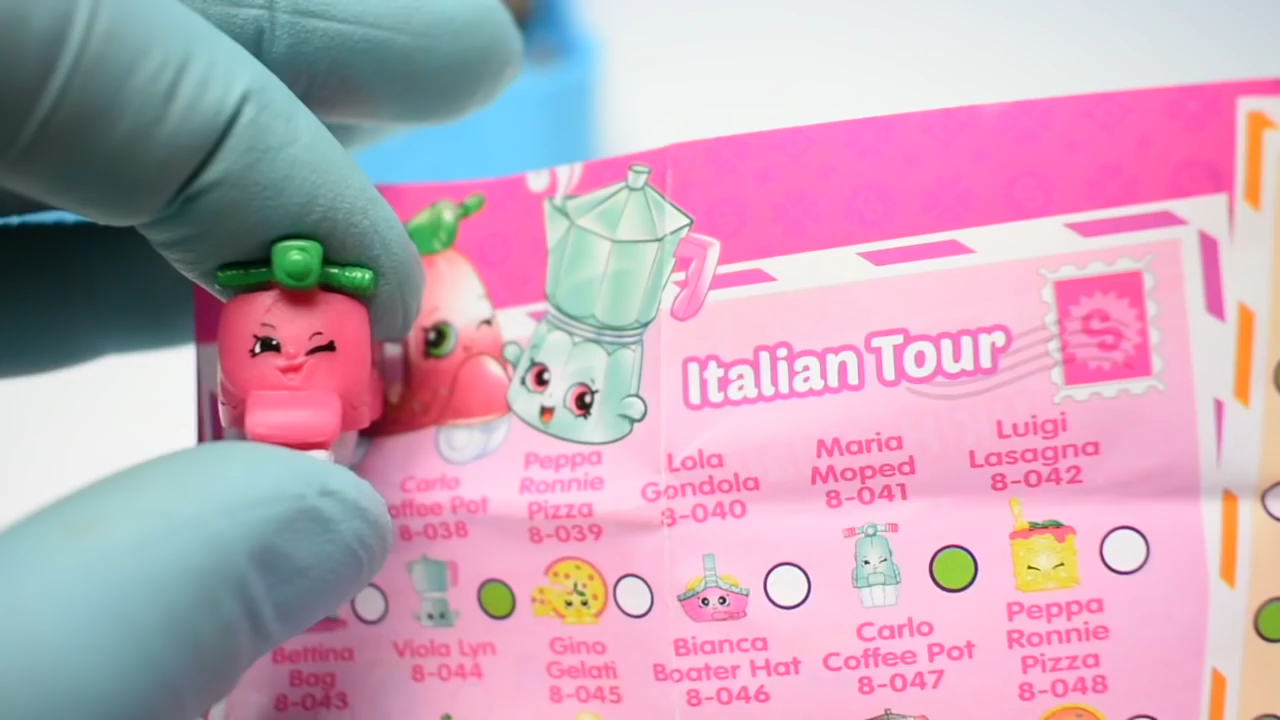 Italian Tour
S
Carlo
Coffee Pot
8-038
Peppa
Ronnie
Pizza
8-039
Lola
Gondola
8-040
Maria
Moped
8-041
Luigi
Lasagna
8-042
Bettina
Bag
8-043
Viola Lyn
8-044
Gino
Gelati
8-045
Bianca
Boater Hat
8-046
Carlo
Coffee Pot
8-047
Peppa
Ronnie
Pizza
8-048